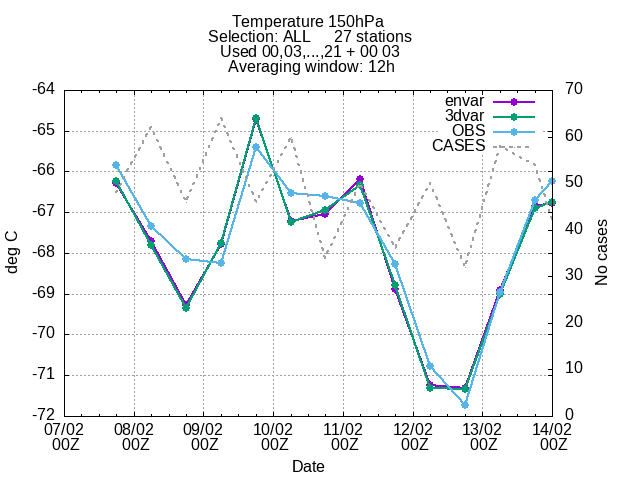 Temperature 150hPa
Selection: ALL 27 stations
Used 00,03,...,21 + 00 03
Averaging window: 12h
-64 70
envar
3dvar
-65 OBS
60
CASES
-66
50
-67
deg C
40
No cases
-68
30
-69
20
-70
10
-71
-72 0
07/02 08/02 09/02 10/02 11/02 12/02 13/02 14/02
00Z 00Z 00Z 00Z 00Z 00Z 00Z 00Z
Date